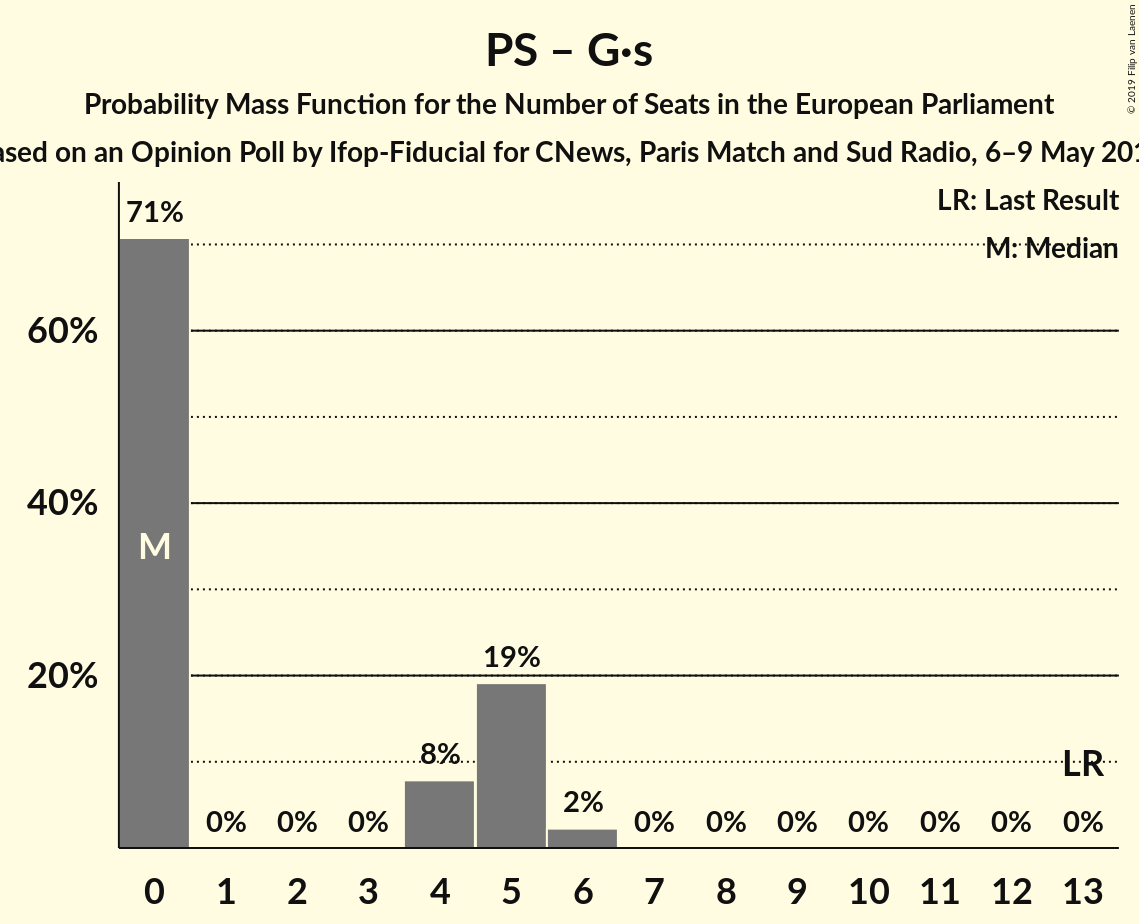 PS – G·s
Probability Mass Function for the Number of Seats in the European Parliament
on an Opinion Poll by Ifop-Fiducial for CNews, Paris Match and Sud Radio, 6–9 May
© 2019 Filip van Laenen
LR: Last Result
M: Median
71%
60%
40%
M
20%
19%
8%
LR
2%
0% 0% 0% 0% 0% 0% 0% 0% 0% 0%
0 1 2 3 4 5 6 7 8 9 10 11 12 13